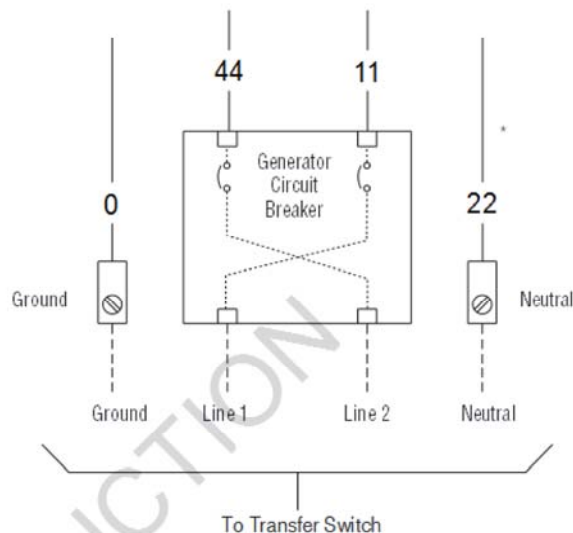 44 11
*
Generator
Circuit
Breaker
0 22
Ground Neutral
Ground Line 1 Line 2 Neutral
To Transfer Switch